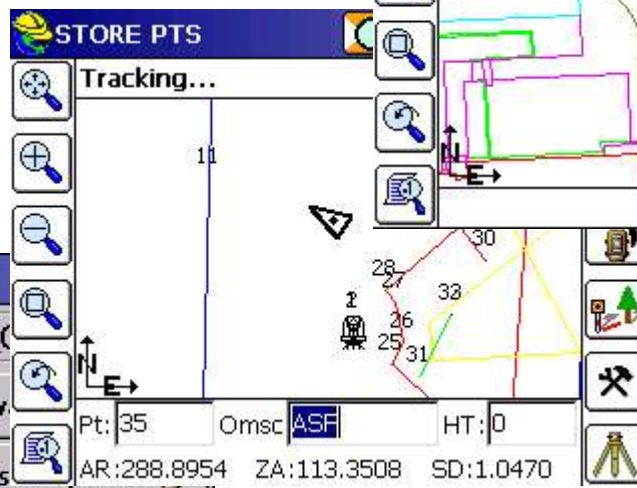 STORE PTS
Tracking...
11
30
28
27
33
2
26
25
31
N
E
N
E
Pt: 35 Omsc ASF HT: 0
AR:288.8954 ZA:113.3508 SD:1.0470